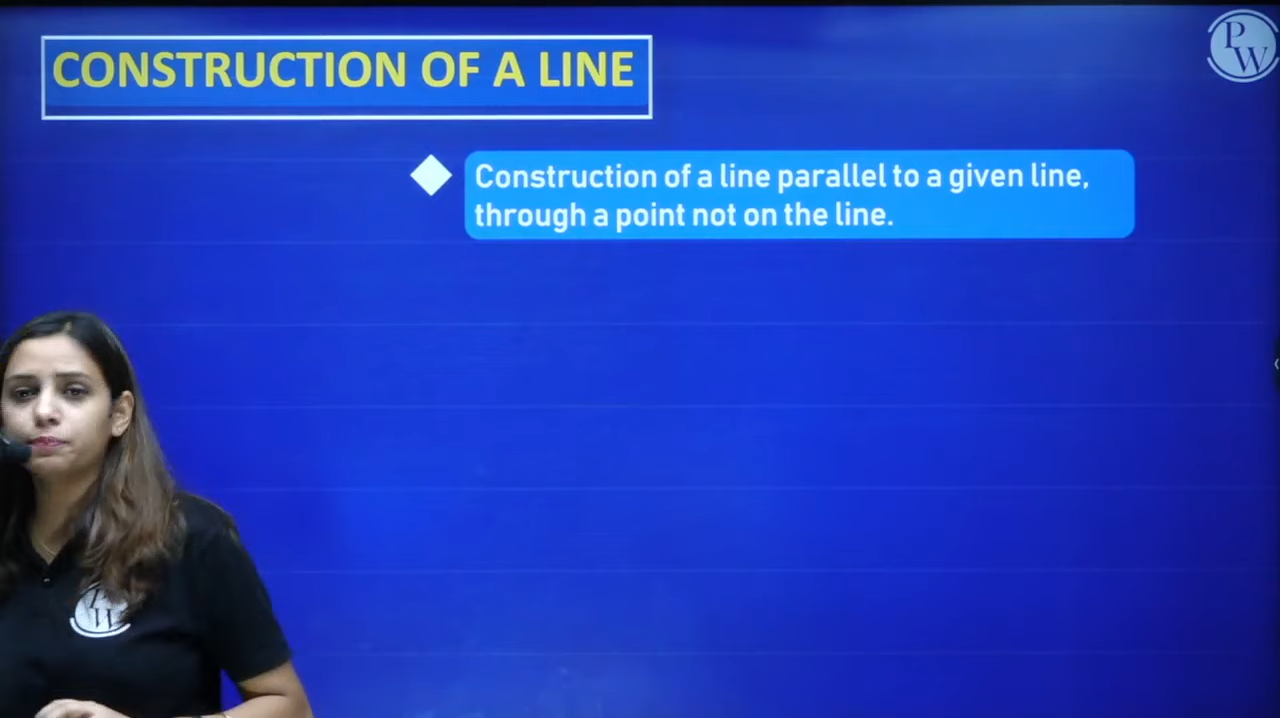 CONSTRUCTION OF A LINE
PW
Construction of a line parallel to a given line,
through a point not on the line.
PW